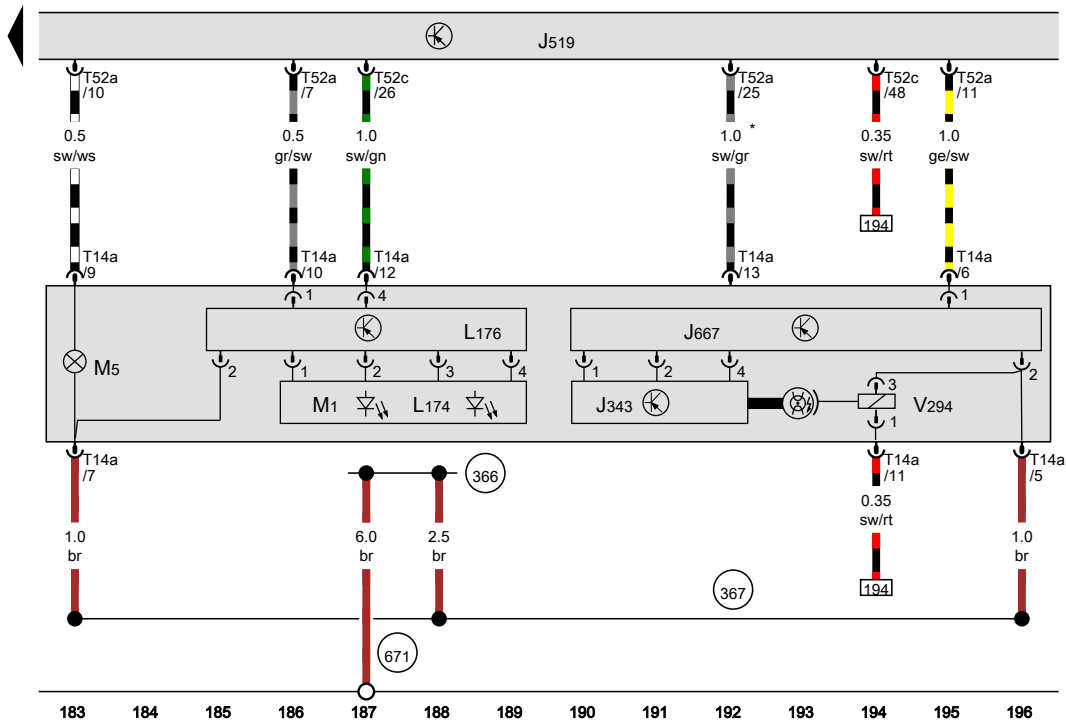 J519
T52a T52a T52c T52a T52c T52a
/10 /7 /26 /25 /48 /11
0.5 0.5 1.0 1.0 * 0.35 1.0
sw/ws gr/sw sw/gn sw/gr sw/rt ge/sw
194
T14a T14a T14a T14a T14a
/9 /10 /12 /13 /6
1 4 1
L176 J667
M5 2 1 2 3 4 1 2 4 2
3
M1 L174 J343 V294
1
T14a T14a T14a
/7 /11 /5
366
0.35
sw/rt
1.0 6.0 2.5 1.0
br br br br
367 194
671
183 184 185 186 187 188 189 190 191 192 193 194 195 196